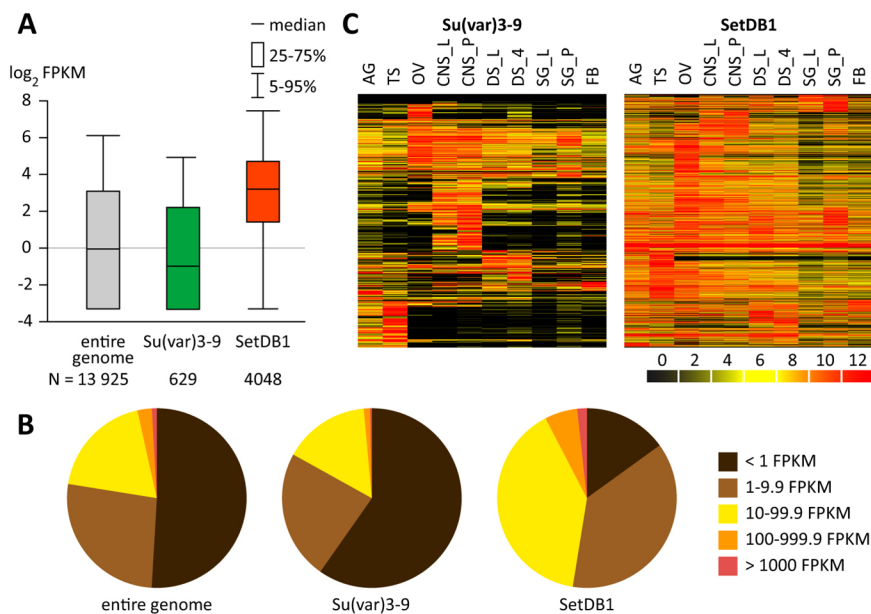 A
log2 FPKM
8
6
4
2
0
-2
-4
median
25-75%
5-95%
entire
genome
Su(var)3-9
SetDB1
N = 13 925
629
4048
C
Su(var)3-9
AG TS OV CNS_L CNS_P DS_L DS_4 SG_L SG_P FB
SetDB1
AG TS OV CNS_L CNS_P DS_L DS_4 SG_L SG_P FB
0 2 4 6 8 10 12
B
entire genome
Su(var)3-9
SetDB1
< 1 FPKM
1-9.9 FPKM
10-99.9 FPKM
100-999.9 FPKM
> 1000 FPKM